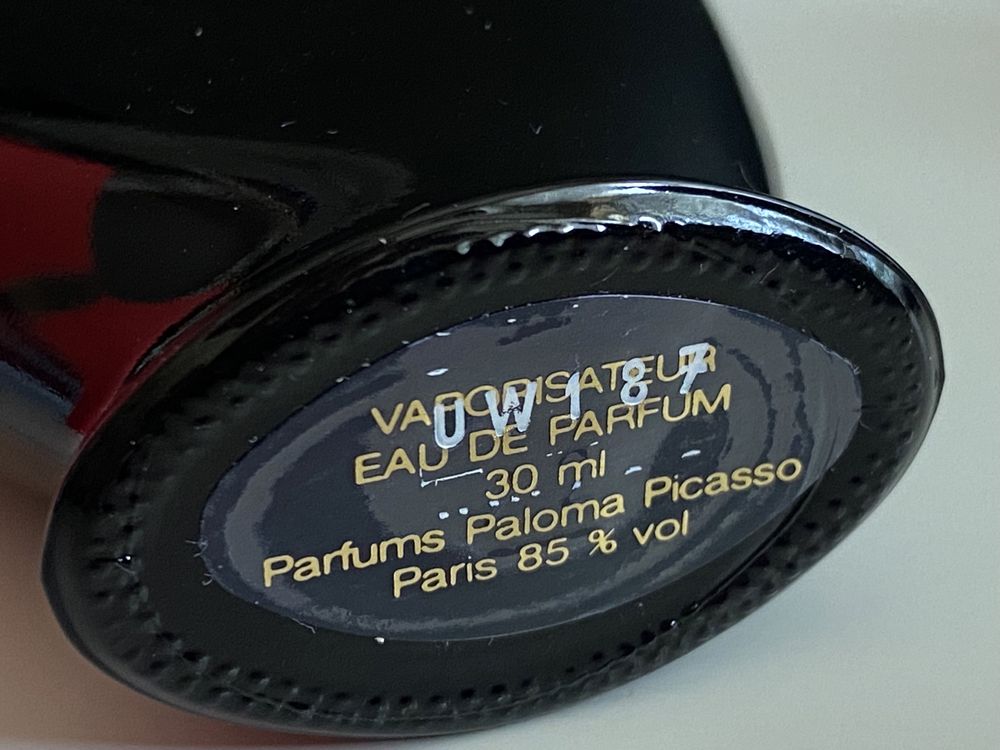 VAPORISATEUR
UW187
EAU DE PARFUM
30 ml
Parfums Paloma Picasso
Paris 85 % vol